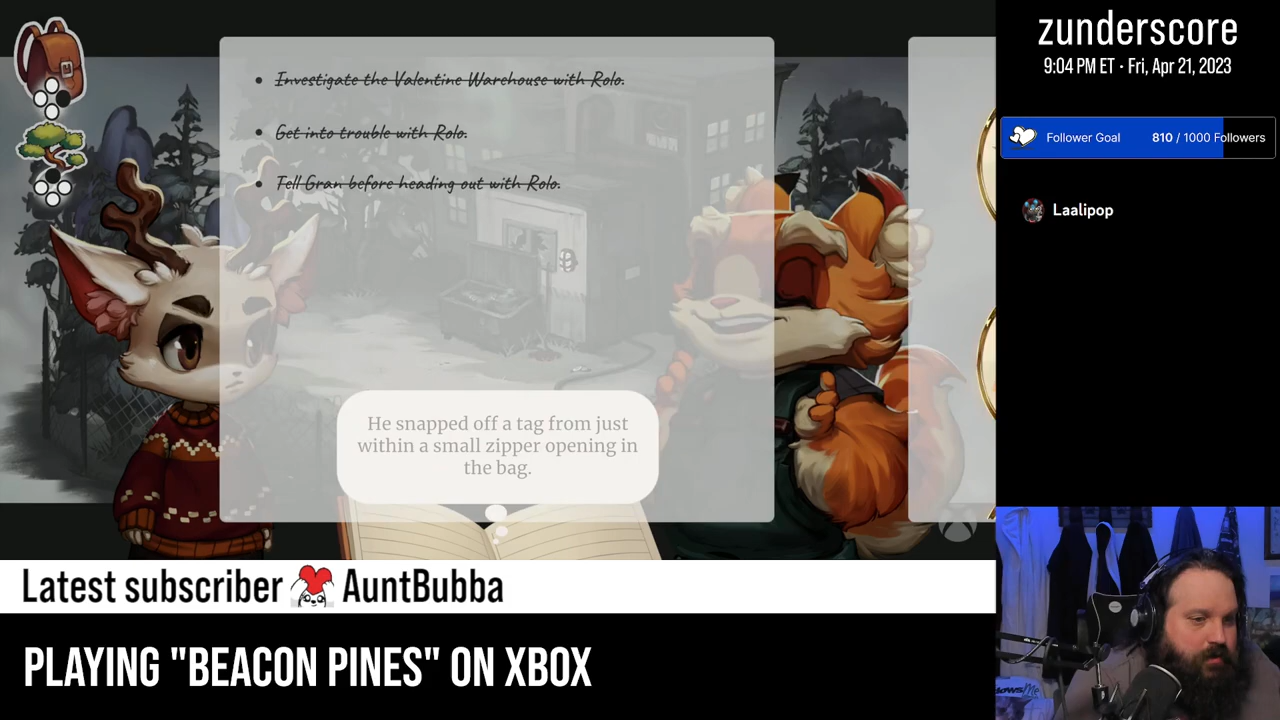 Investigate the Valentine Warehouse with Rolo.
Get into trouble with Rolo.
Tell Gran before heading out with Rolo.
He snapped off a tag from just
within a small zipper opening in
the bag.
Latest subscriber AuntBubba
PLAYING "BEACON PINES" ON XBOX
zunderscore
9:04 PM ET · Fri, Apr 21, 2023
Follower Goal 810 / 1000 Followers
Laalipop